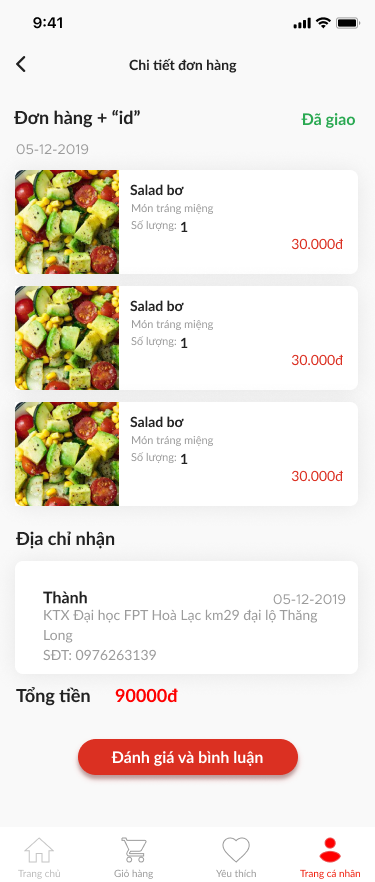 9:41
Chi tiết đơn hàng
Đơn hàng + “id”
Đã giao
05-12-2019
Salad bơ
Món tráng miệng
Số lượng: 1
30.000đ
Salad bơ
Món tráng miệng
Số lượng: 1
30.000đ
Salad bơ
Món tráng miệng
Số lượng: 1
30.000đ
Địa chỉ nhận
Thành
05-12-2019
KTX Đại học FPT Hoà Lạc km29 đại lộ Thăng
Long
SĐT: 0976263139
Tổng tiền 90000đ
Đánh giá và bình luận
Trang chủ
Giỏ hàng
Yêu thích
Trang cá nhân